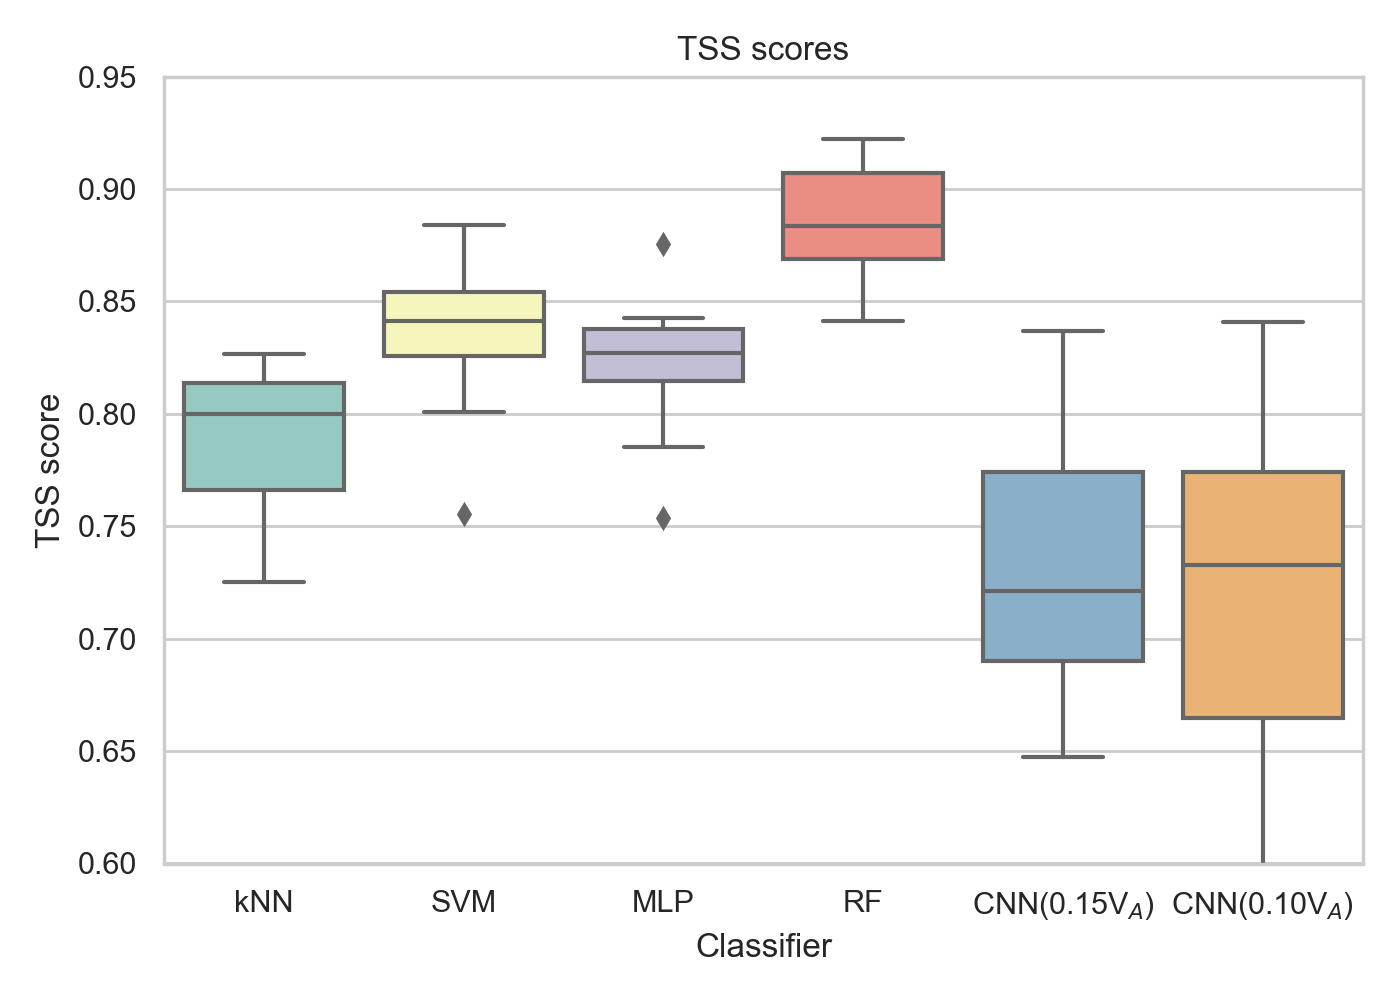 TSS scores
0.95
0.90
0.85
0.80
0.75
0.70
0.65
0.60
TSS score
kNN SVM MLP RF CNN(0.15V_A) CNN(0.10V_A)
Classifier